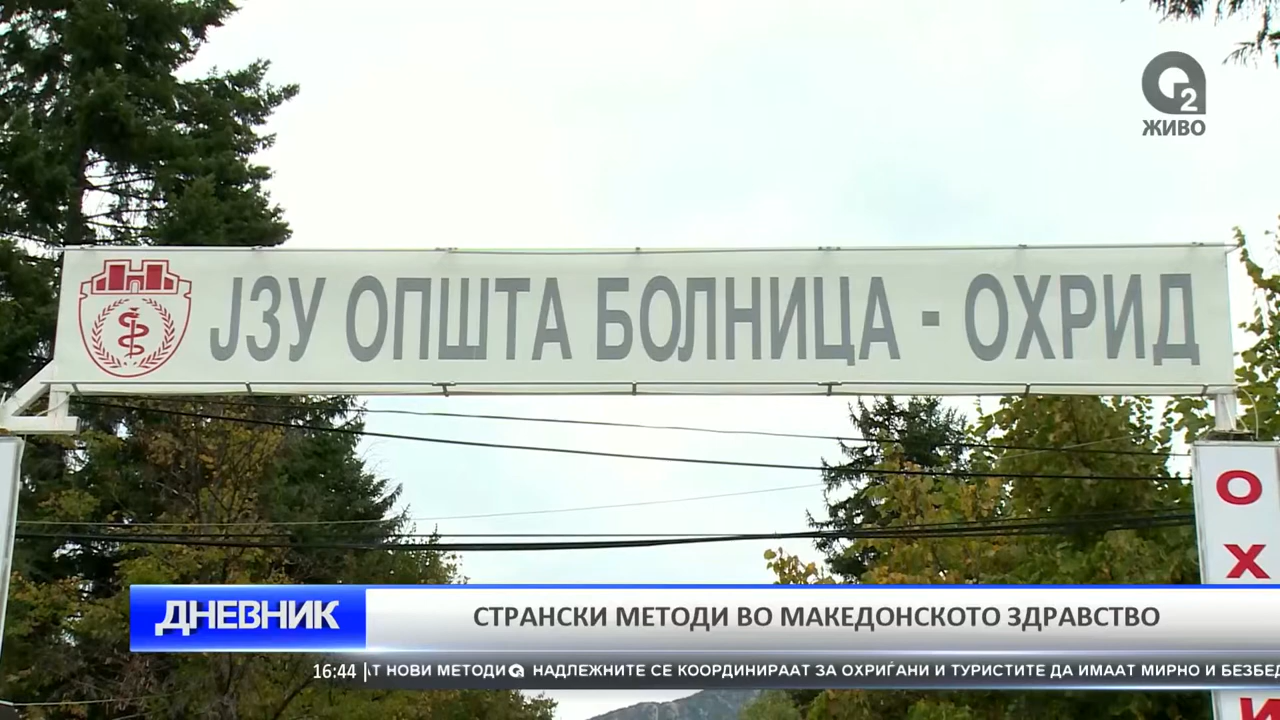 2
ЖИВО
ЈЗУ ОПШТА БОЛНИЦА - ОХРИД
О
Х
И
ДНЕВНИК
СТРАНСКИ МЕТОДИ ВО МАКЕДОНСКОТО ЗДРАВСТВО
16:44 НОВИ МЕТОДИ НАДЛЕЖНИТЕ СЕ КООРДИНИРААТ ЗА ОХРИЃАНИ И ТУРИСТИТЕ ДА ИМААТ МИРНО И